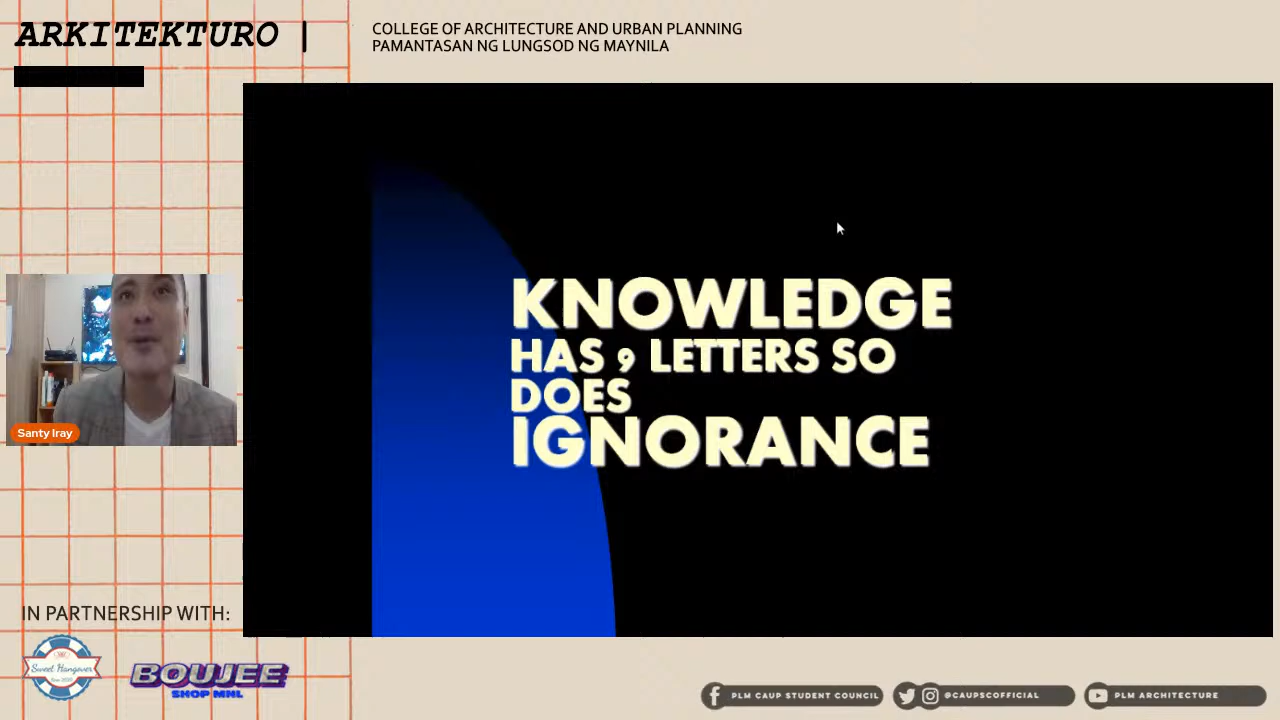 ARKITEKTURO |
COLLEGE OF ARCHITECTURE AND URBAN PLANNING
PAMANTASAN NG LUNGSOD NG MAYNILA
KNOWLEDGE
HAS 9 LETTERS SO
DOES
IGNORANCE
Santy Iray
IN PARTNERSHIP WITH:
Sweet Hangover
BOUJEE
SHOP MNL
PLM CAUP STUDENT COUNCIL
@CAUPSCOFFICIAL
PLM ARCHITECTURE